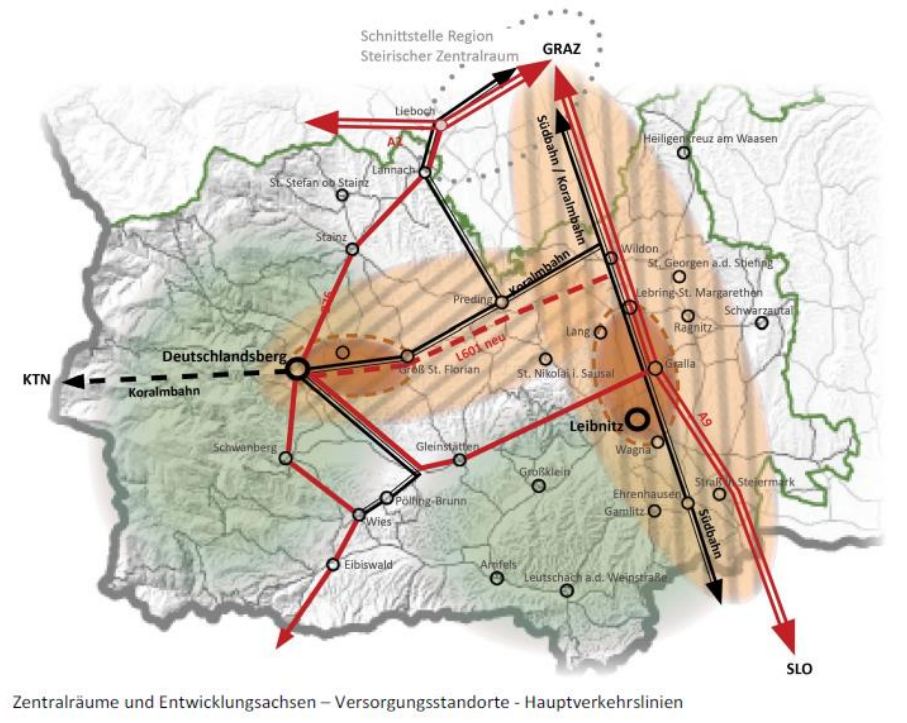 Schnittstelle Region
Steirischer Zentralraum
GRAZ
Lieboch
A2
Südbahn / Koralmbahn
Heiligenkreuz am Waasen
Lannach
St. Stefan ob Stainz
Stainz
Wildon
St. Georgen a.d. Stiefing
Koralmbahn
Preding
Lebring-St. Margarethen
Schwarzautal
Ragnitz
Lang
L601 neu
Deutschlandsberg
Groß St. Florian
St. Nikolai i. Sausal
Gralla
KTN
Koralmbahn
A9
Leibnitz
Schwanberg
Gleinstätten
Wagna
Großklein
Straß in Steiermark
Ehrenhausen
Pölfing-Brunn
Gamlitz
Wies
Südbahn
Eibiswald
Arnfels
Leutschach a.d. Weinstraße
SLO
Zentralräume und Entwicklungsachsen – Versorgungsstandorte - Hauptverkehrslinien